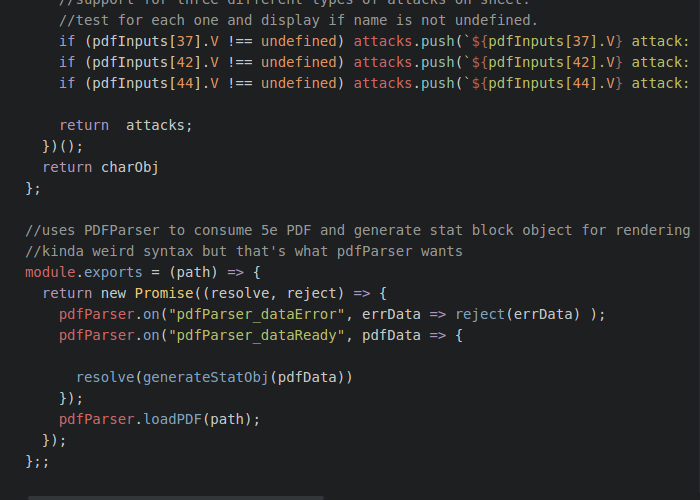 //support for three different types of attacks on sheet.
//test for each one and display if name is not undefined.
if (pdfInputs[37].V !== undefined) attacks.push(`${pdfInputs[37].V} attack:
if (pdfInputs[42].V !== undefined) attacks.push(`${pdfInputs[42].V} attack:
if (pdfInputs[44].V !== undefined) attacks.push(`${pdfInputs[44].V} attack:
return  attacks;
})();
return charObj
};
//uses PDFParser to consume 5e PDF and generate stat block object for rendering
//kinda weird syntax but that's what pdfParser wants
module.exports = (path) => {
return new Promise((resolve, reject) => {
pdfParser.on("pdfParser_dataError", errData => reject(errData) );
pdfParser.on("pdfParser_dataReady", pdfData => {
resolve(generateStatObj(pdfData))
});
pdfParser.loadPDF(path);
});
};;